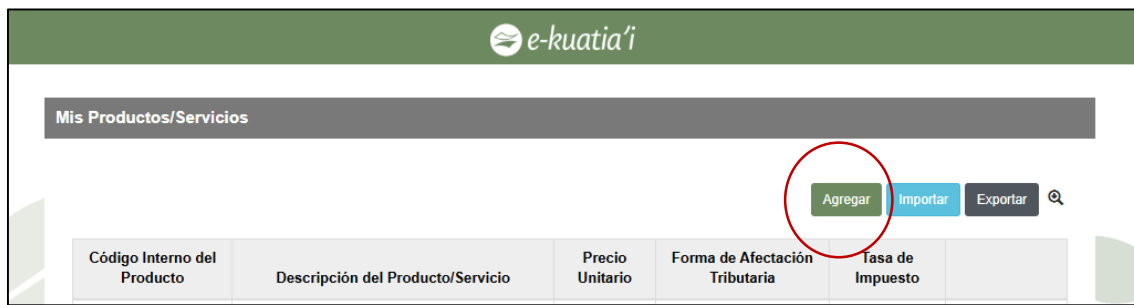 e-kuatia'i
Mis Productos/Servicios
Agregar Importar Exportar
Código Interno del Producto Descripción del Producto/Servicio Precio Unitario Forma de Afectación Tributaria Tasa de Impuesto